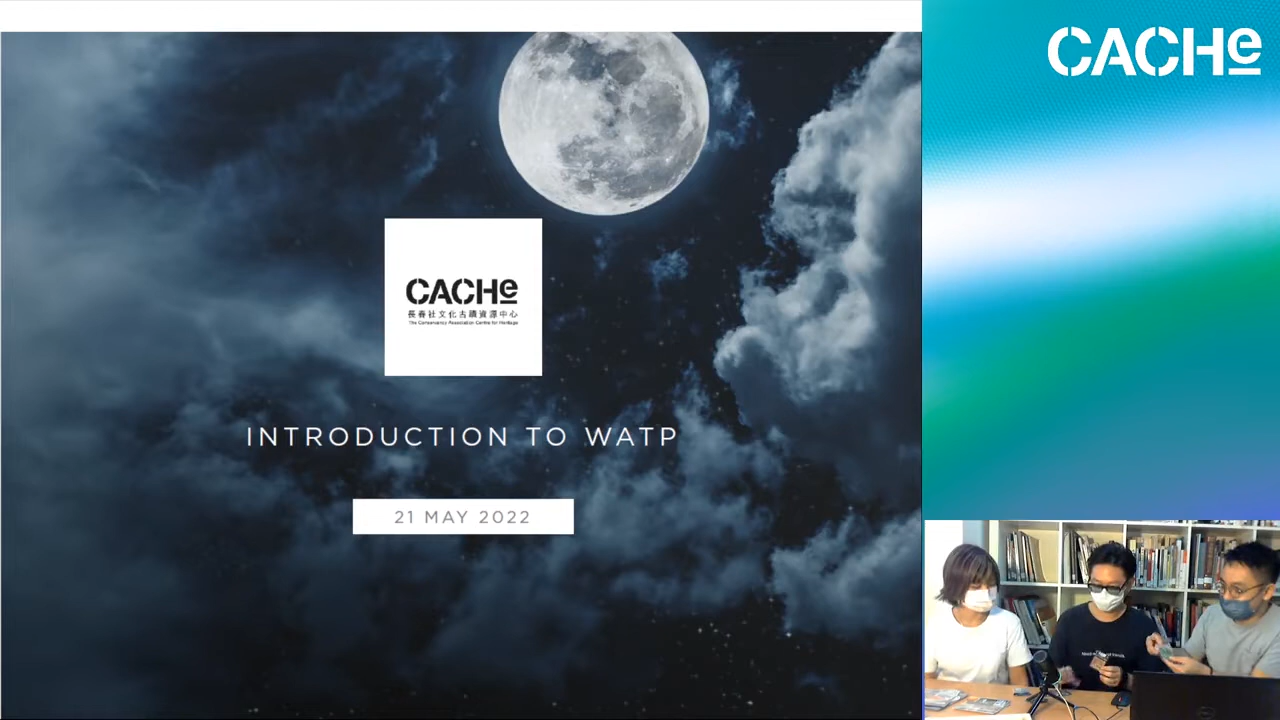 CACHe
CACHe
長春社文化古蹟資源中心
The Conservancy Association Centre for Heritage
INTRODUCTION TO WATP
21 MAY 2022